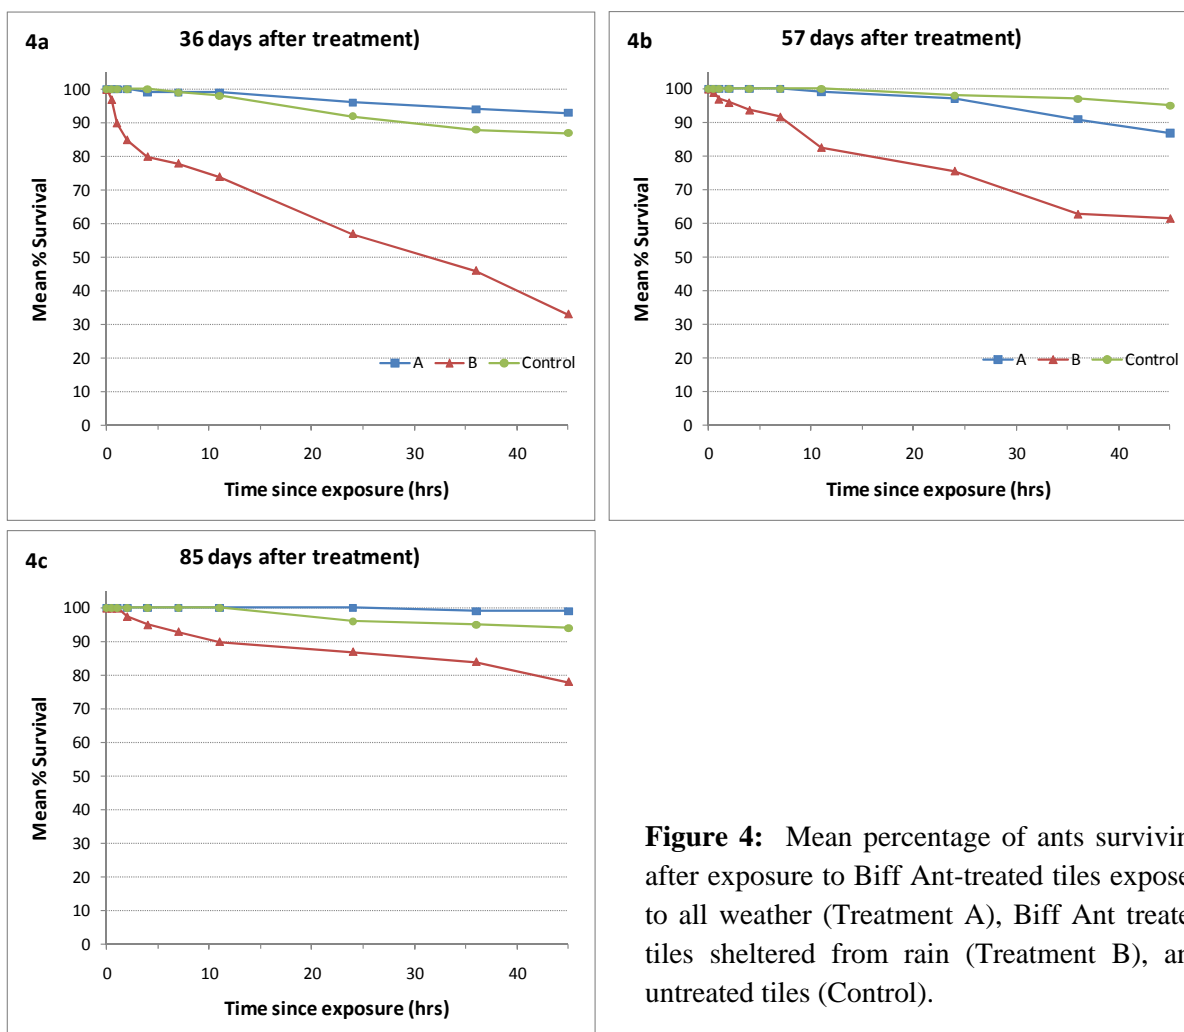 4a
36 days after treatment)
100
90
80
70
60
50
40
30
20
10
0
Mean % Survival
A B Control
0 10 20 30 40
Time since exposure (hrs)
4b
57 days after treatment)
100
90
80
70
60
50
40
30
20
10
0
Mean % Survival
A B Control
0 10 20 30 40
Time since exposure (hrs)
4c
85 days after treatment)
100
90
80
70
60
50
40
30
20
10
0
Mean % Survival
0 10 20 30 40
Time since exposure (hrs)
Figure 4: Mean percentage of ants survivin
after exposure to Biff Ant-treated tiles expose
to all weather (Treatment A), Biff Ant treate
tiles sheltered from rain (Treatment B), an
untreated tiles (Control).